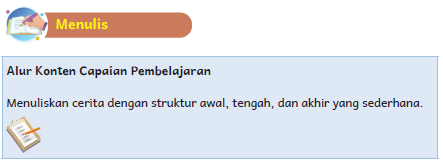 Menulis
Alur Konten Capaian Pembelajaran
Menuliskan cerita dengan struktur awal, tengah, dan akhir yang sederhana.